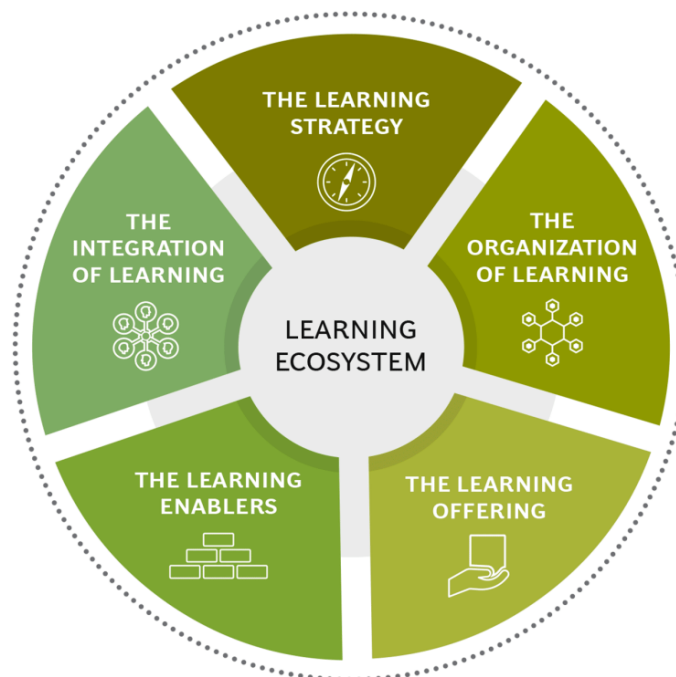 THE LEARNING
STRATEGY
THE
ORGANIZATION
OF LEARNING
THE LEARNING
OFFERING
THE LEARNING
ENABLERS
THE
INTEGRATION
OF LEARNING
LEARNING
ECOSYSTEM